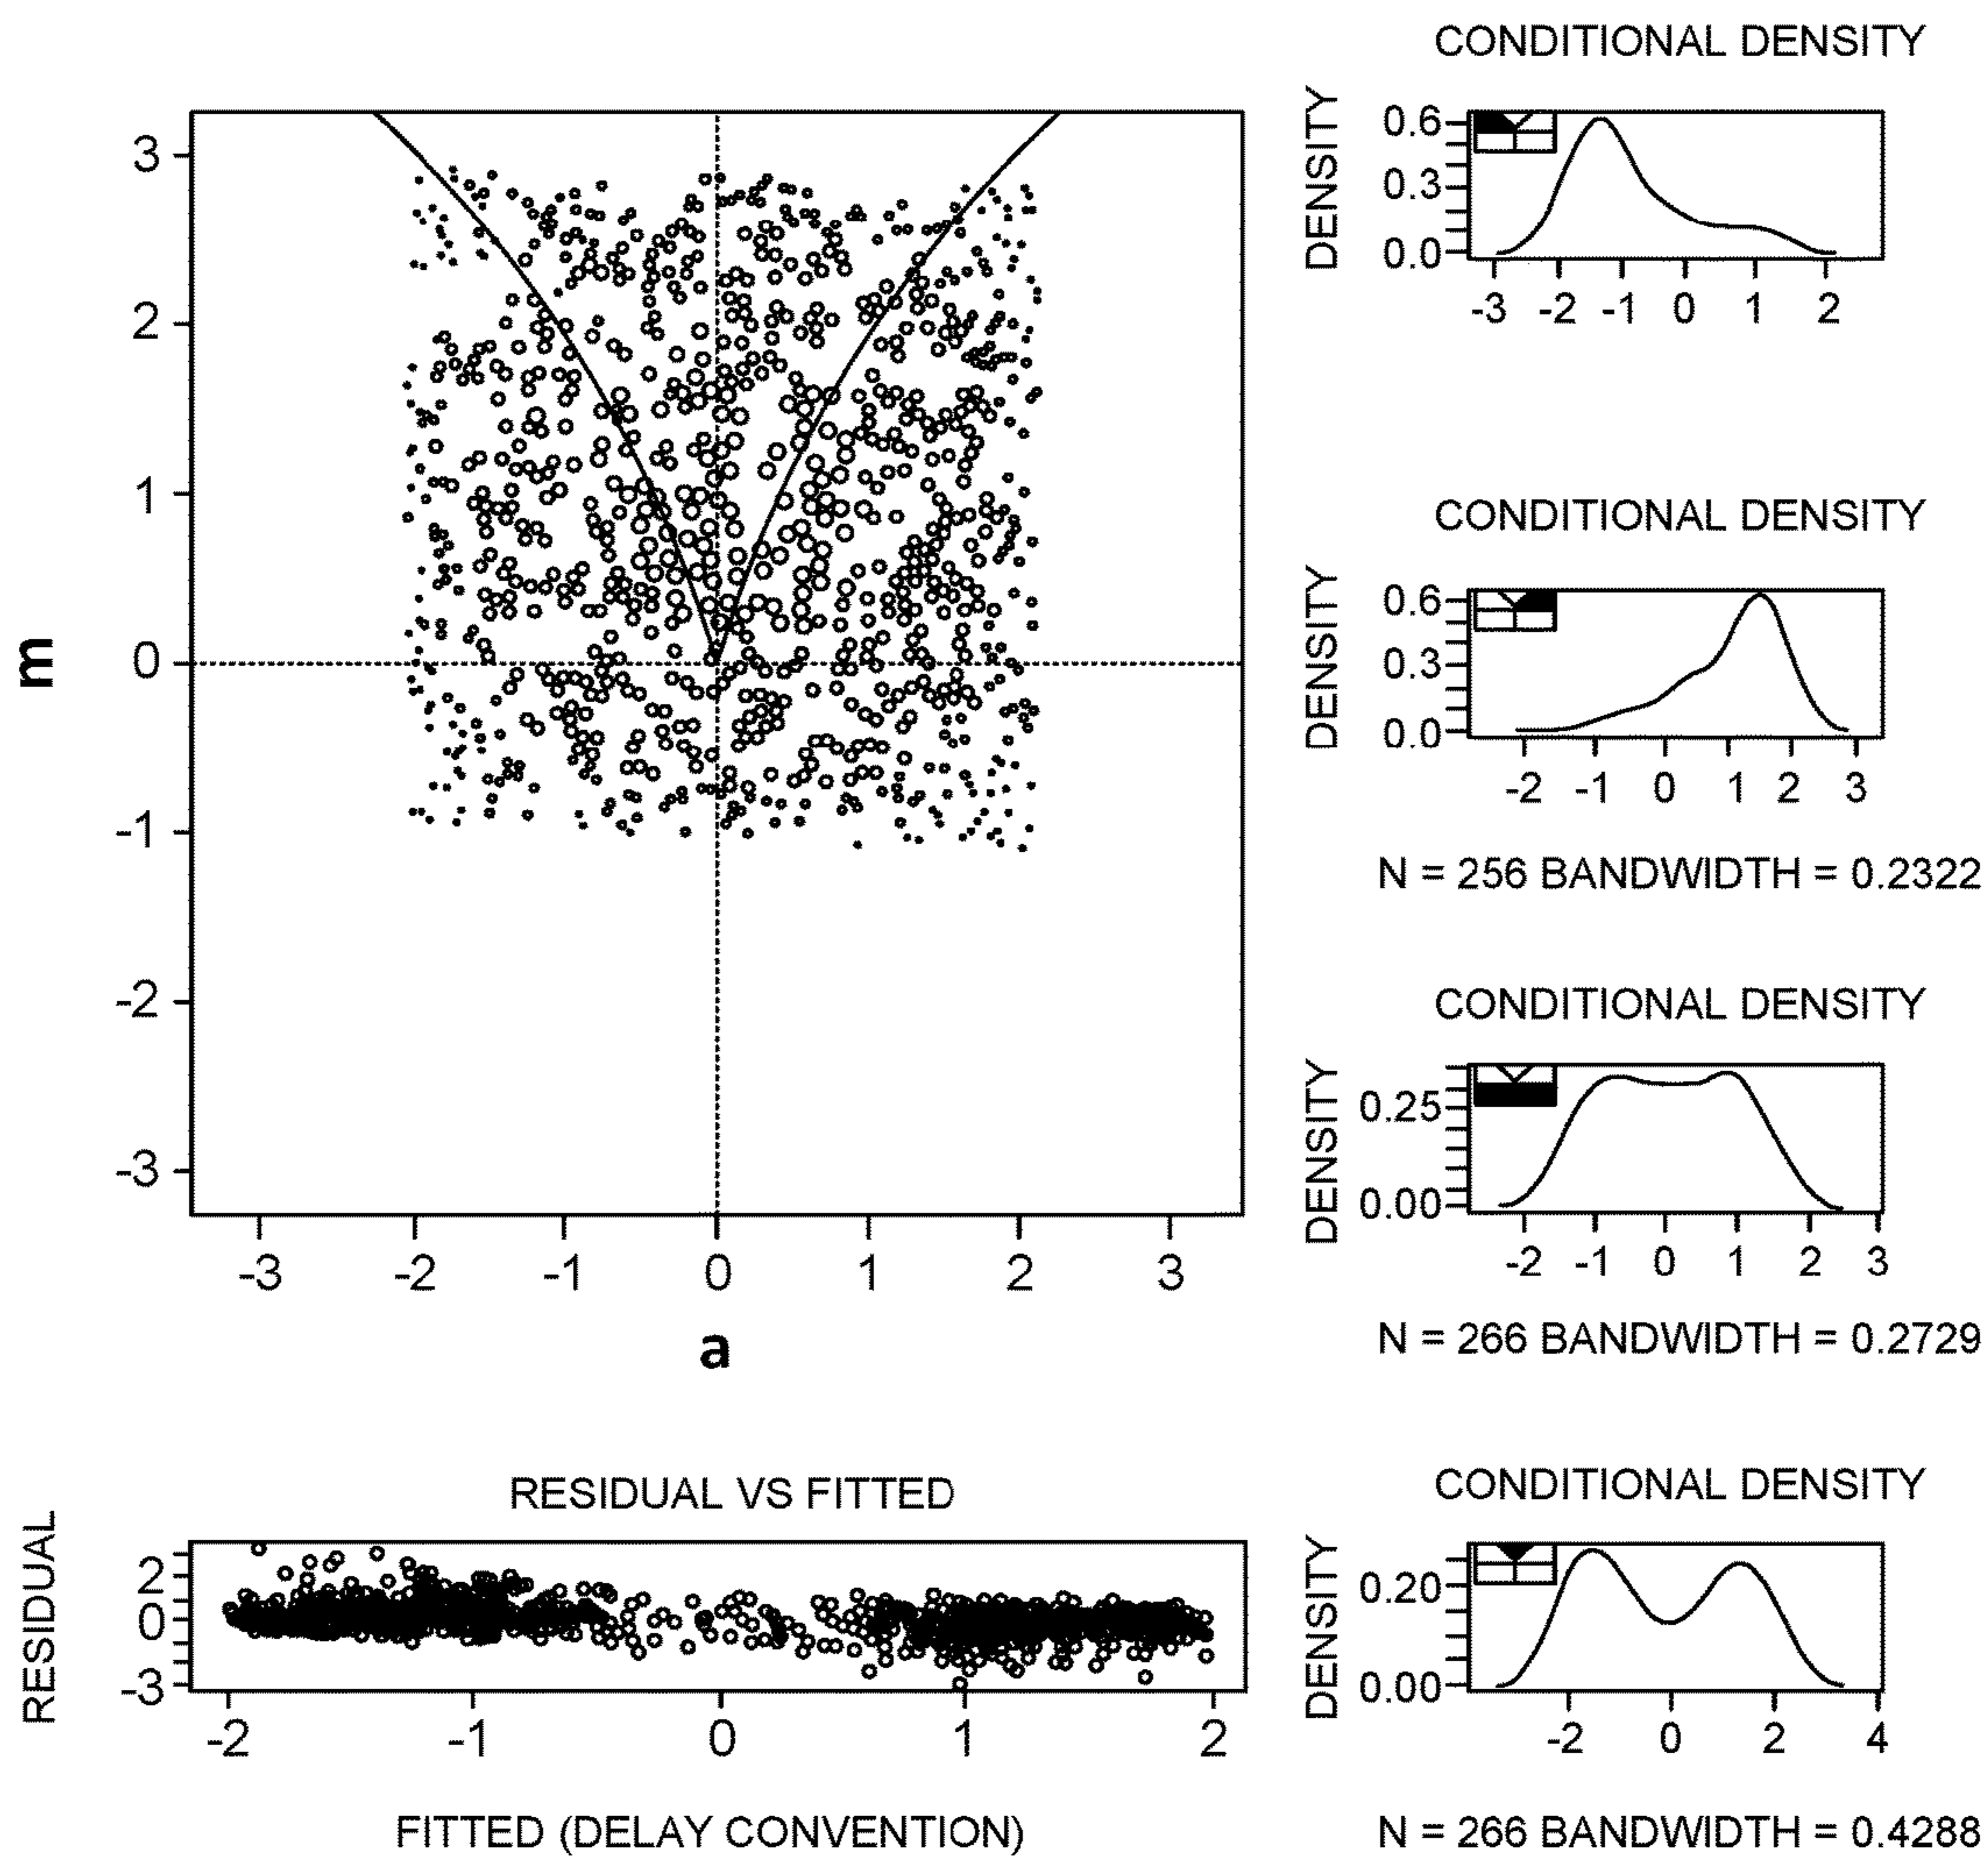 3
2
1
0
-1
-2
-3
m
-3 -2 -1 0 1 2 3
a
CONDITIONAL DENSITY
DENSITY
0.6
0.3
0.0
-3 -2 -1 0 1 2
CONDITIONAL DENSITY
DENSITY
0.6
0.3
0.0
-2 -1 0 1 2 3
N = 256 BANDWIDTH = 0.2322
CONDITIONAL DENSITY
DENSITY
0.25
0.00
-2 -1 0 1 2 3
N = 266 BANDWIDTH = 0.2729
RESIDUAL VS FITTED
RESIDUAL
2
0
-3
-2 -1 0 1 2
FITTED (DELAY CONVENTION)
CONDITIONAL DENSITY
DENSITY
0.20
0.00
-2 0 2 4
N = 266 BANDWIDTH = 0.4288